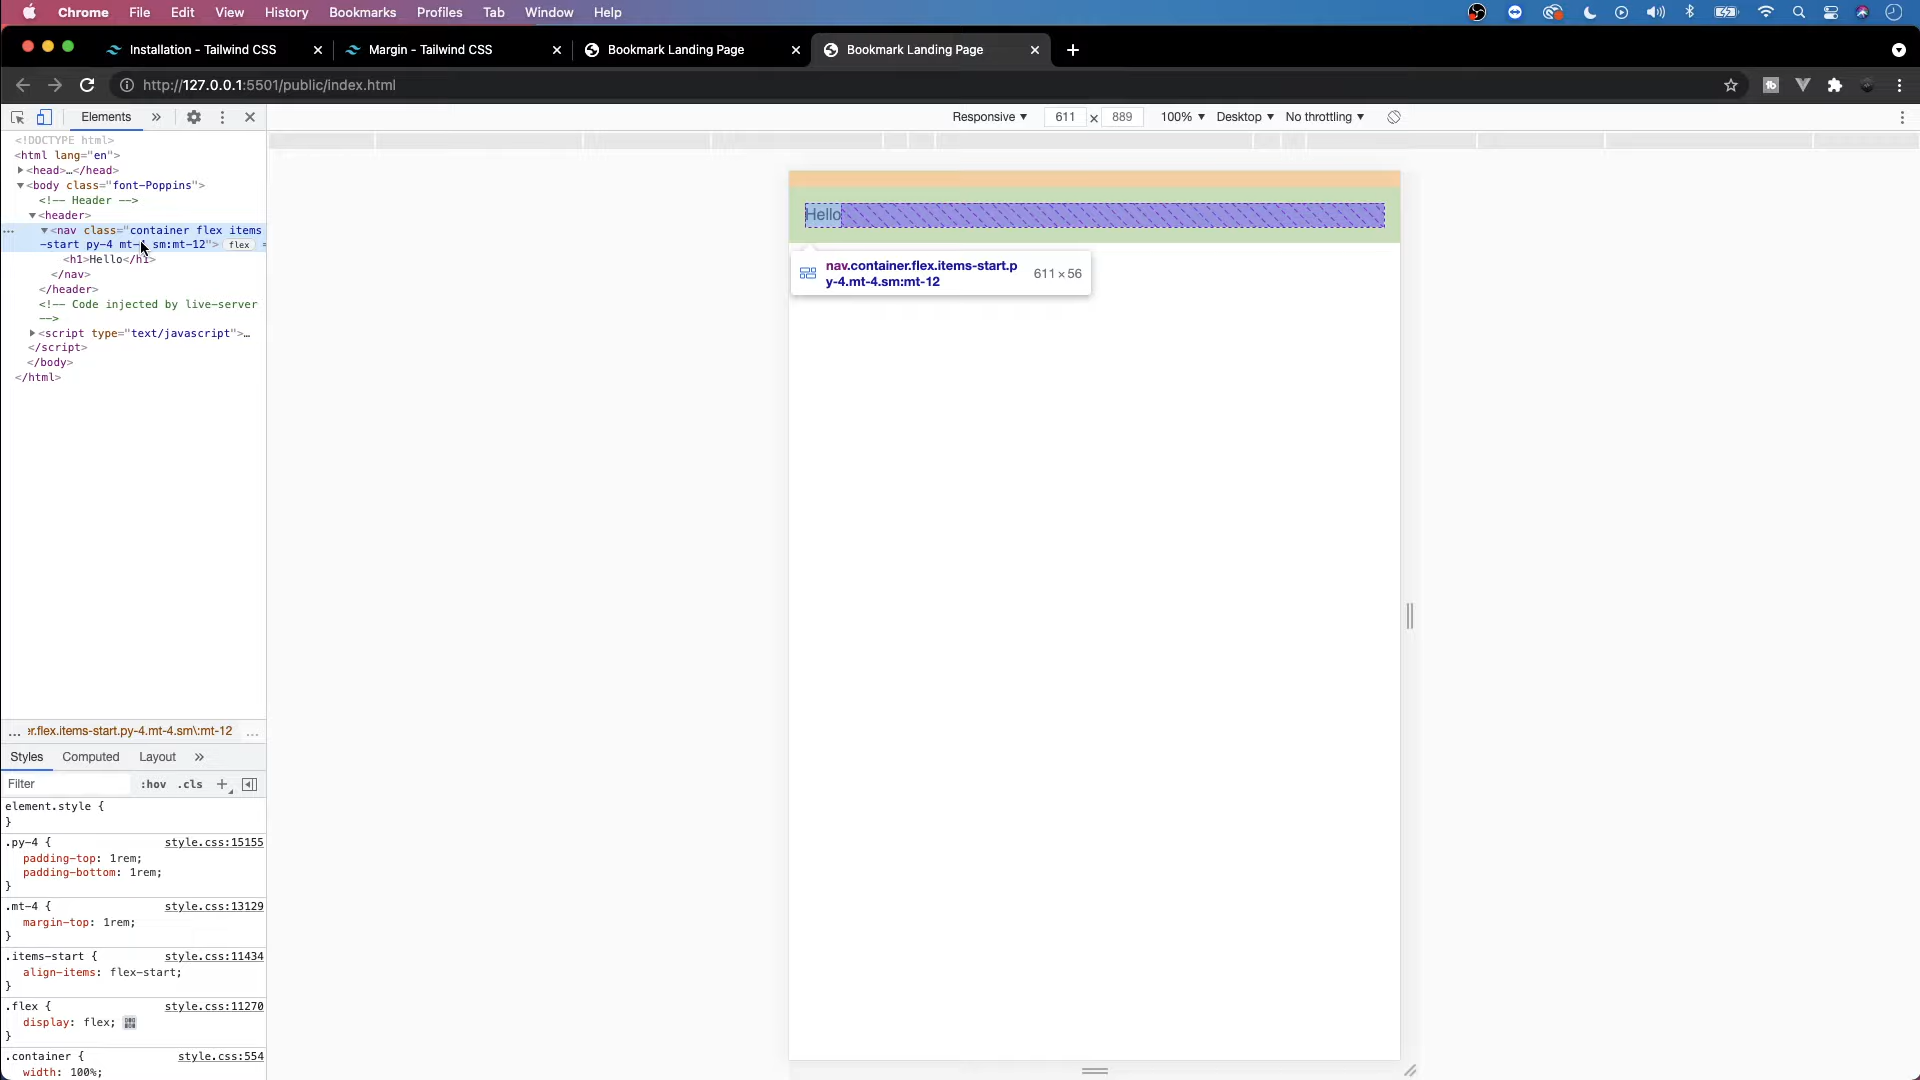 Chrome File Edit View History Bookmarks Profiles Tab Window Help
Installation - Tailwind CSS
Margin - Tailwind CSS
Bookmark Landing Page
Bookmark Landing Page
http://127.0.0.1:5501/public/index.html
Elements
Responsive 611 × 889 100% Desktop No throttling
<!DOCTYPE html>
<html lang="en">
<head>…</head>
<body class="font-Poppins">
<!-- Header -->
<header>
<nav class="container flex items
-start py-4 mt-4 sm:mt-12"> flex =
<h1>Hello</h1>
</nav>
</header>
<!-- Code injected by live-server
-->
<script type="text/javascript">…
</script>
</body>
</html>
Hello
nav.container.flex.items-start.p
y-4.mt-4.sm:mt-12
611 × 56
... er.flex.items-start.py-4.mt-4.sm\:mt-12 ...
Styles Computed Layout
Filter :hov .cls
element.style {
}
.py-4 { style.css:15155
padding-top: 1rem;
padding-bottom: 1rem;
}
.mt-4 { style.css:13129
margin-top: 1rem;
}
.items-start { style.css:11434
align-items: flex-start;
}
.flex { style.css:11270
display: flex;
}
.container { style.css:554
width: 100%;